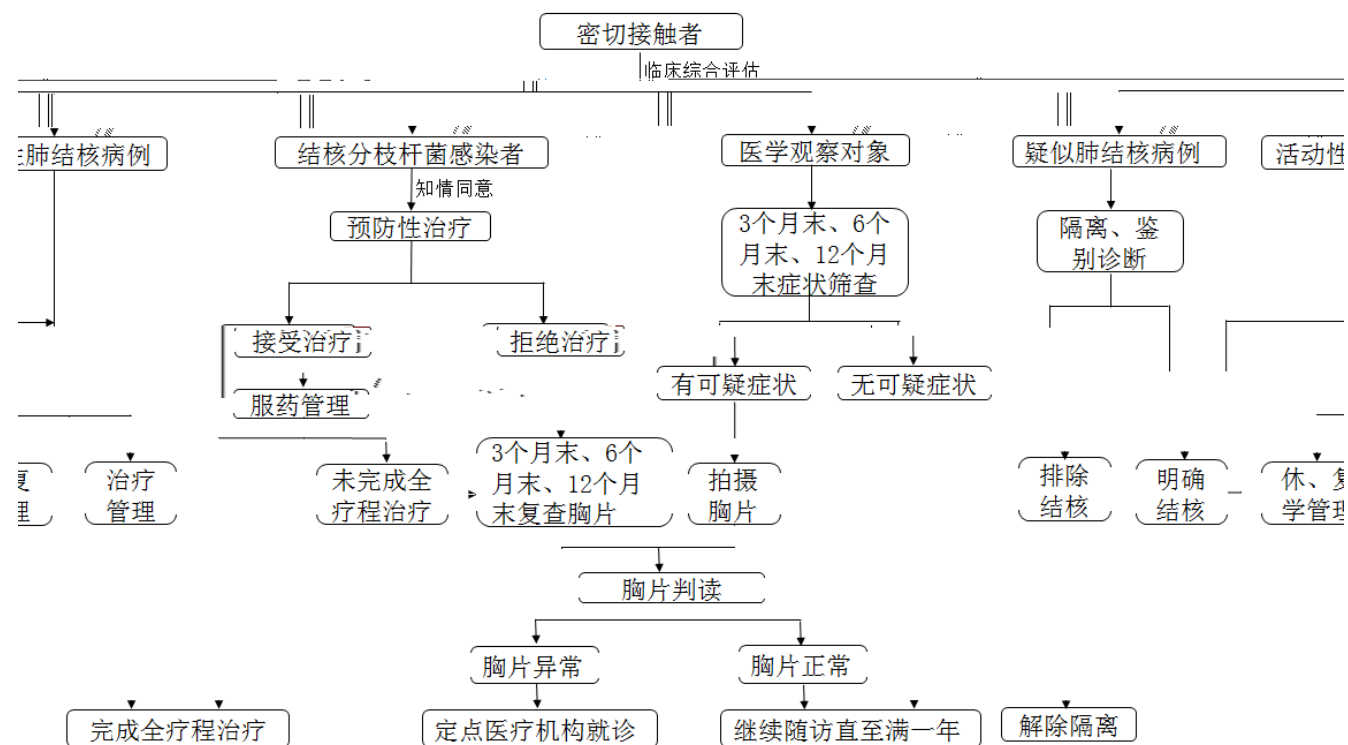 密切接触者
临床综合评估
肺结核病例
结核分枝杆菌感染者
医学观察对象
疑似肺结核病例
活动性
知情同意
预防性治疗
3个月末、6个
月末、12个月
末症状筛查
隔离、鉴
别诊断
接受治疗
拒绝治疗
有可疑症状
无可疑症状
服药管理
治疗
管理
未完成全
疗程治疗
3个月末、6个
月末、12个月
末复查胸片
拍摄
胸片
排除
结核
明确
结核
休、复
学管理
胸片判读
胸片异常
胸片正常
完成全疗程治疗
定点医疗机构就诊
继续随访直至满一年
解除隔离